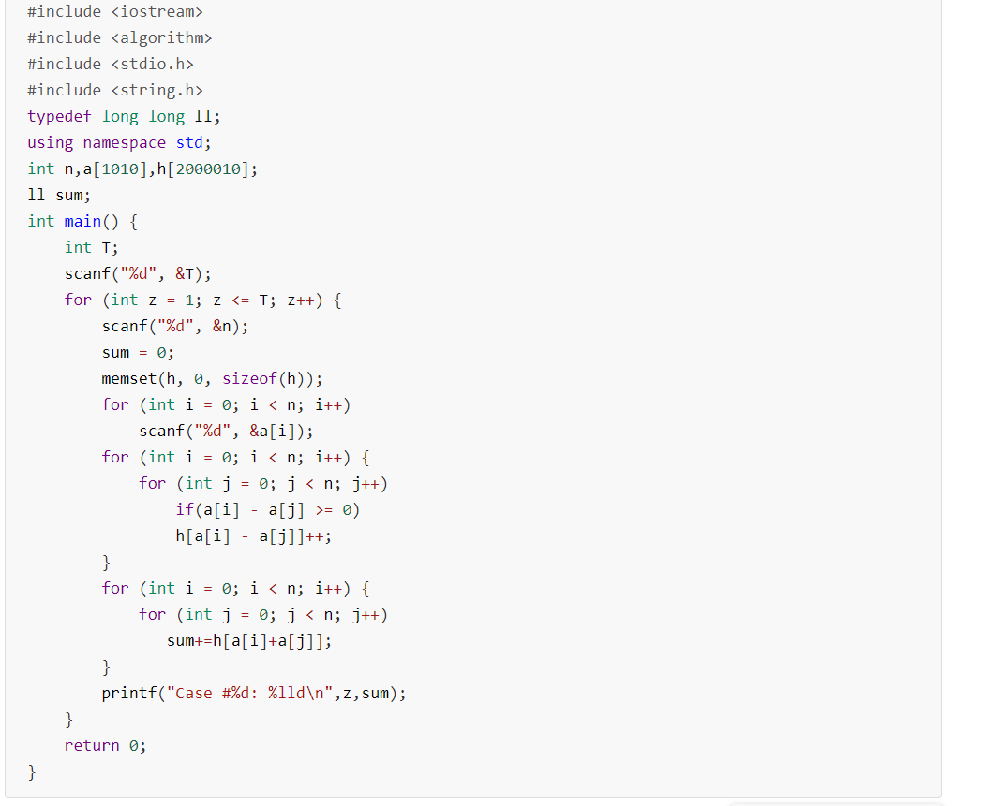 #include <iostream>
#include <algorithm>
#include <stdio.h>
#include <string.h>
typedef long long ll;
using namespace std;
int n,a[1010],h[2000010];
ll sum;
int main() {
    int T;
    scanf("%d", &T);
    for (int z = 1; z <= T; z++) {
        scanf("%d", &n);
        sum = 0;
        memset(h, 0, sizeof(h));
        for (int i = 0; i < n; i++)
            scanf("%d", &a[i]);
        for (int i = 0; i < n; i++) {
            for (int j = 0; j < n; j++)
                if(a[i] - a[j] >= 0)
                h[a[i] - a[j]]++;
        }
        for (int i = 0; i < n; i++) {
            for (int j = 0; j < n; j++)
               sum+=h[a[i]+a[j]];
        }
        printf("Case #%d: %lld\n",z,sum);
    }
    return 0;
}